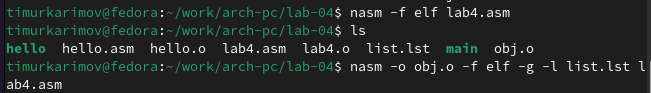 timurkarimov@fedora:~/work/arch-pc/lab-04$ nasm -f elf lab4.asm
timurkarimov@fedora:~/work/arch-pc/lab-04$ ls
hello  hello.asm  hello.o  lab4.asm  lab4.o  list.lst  main  obj.o
timurkarimov@fedora:~/work/arch-pc/lab-04$ nasm -o obj.o -f elf -g -l list.lst l
ab4.asm